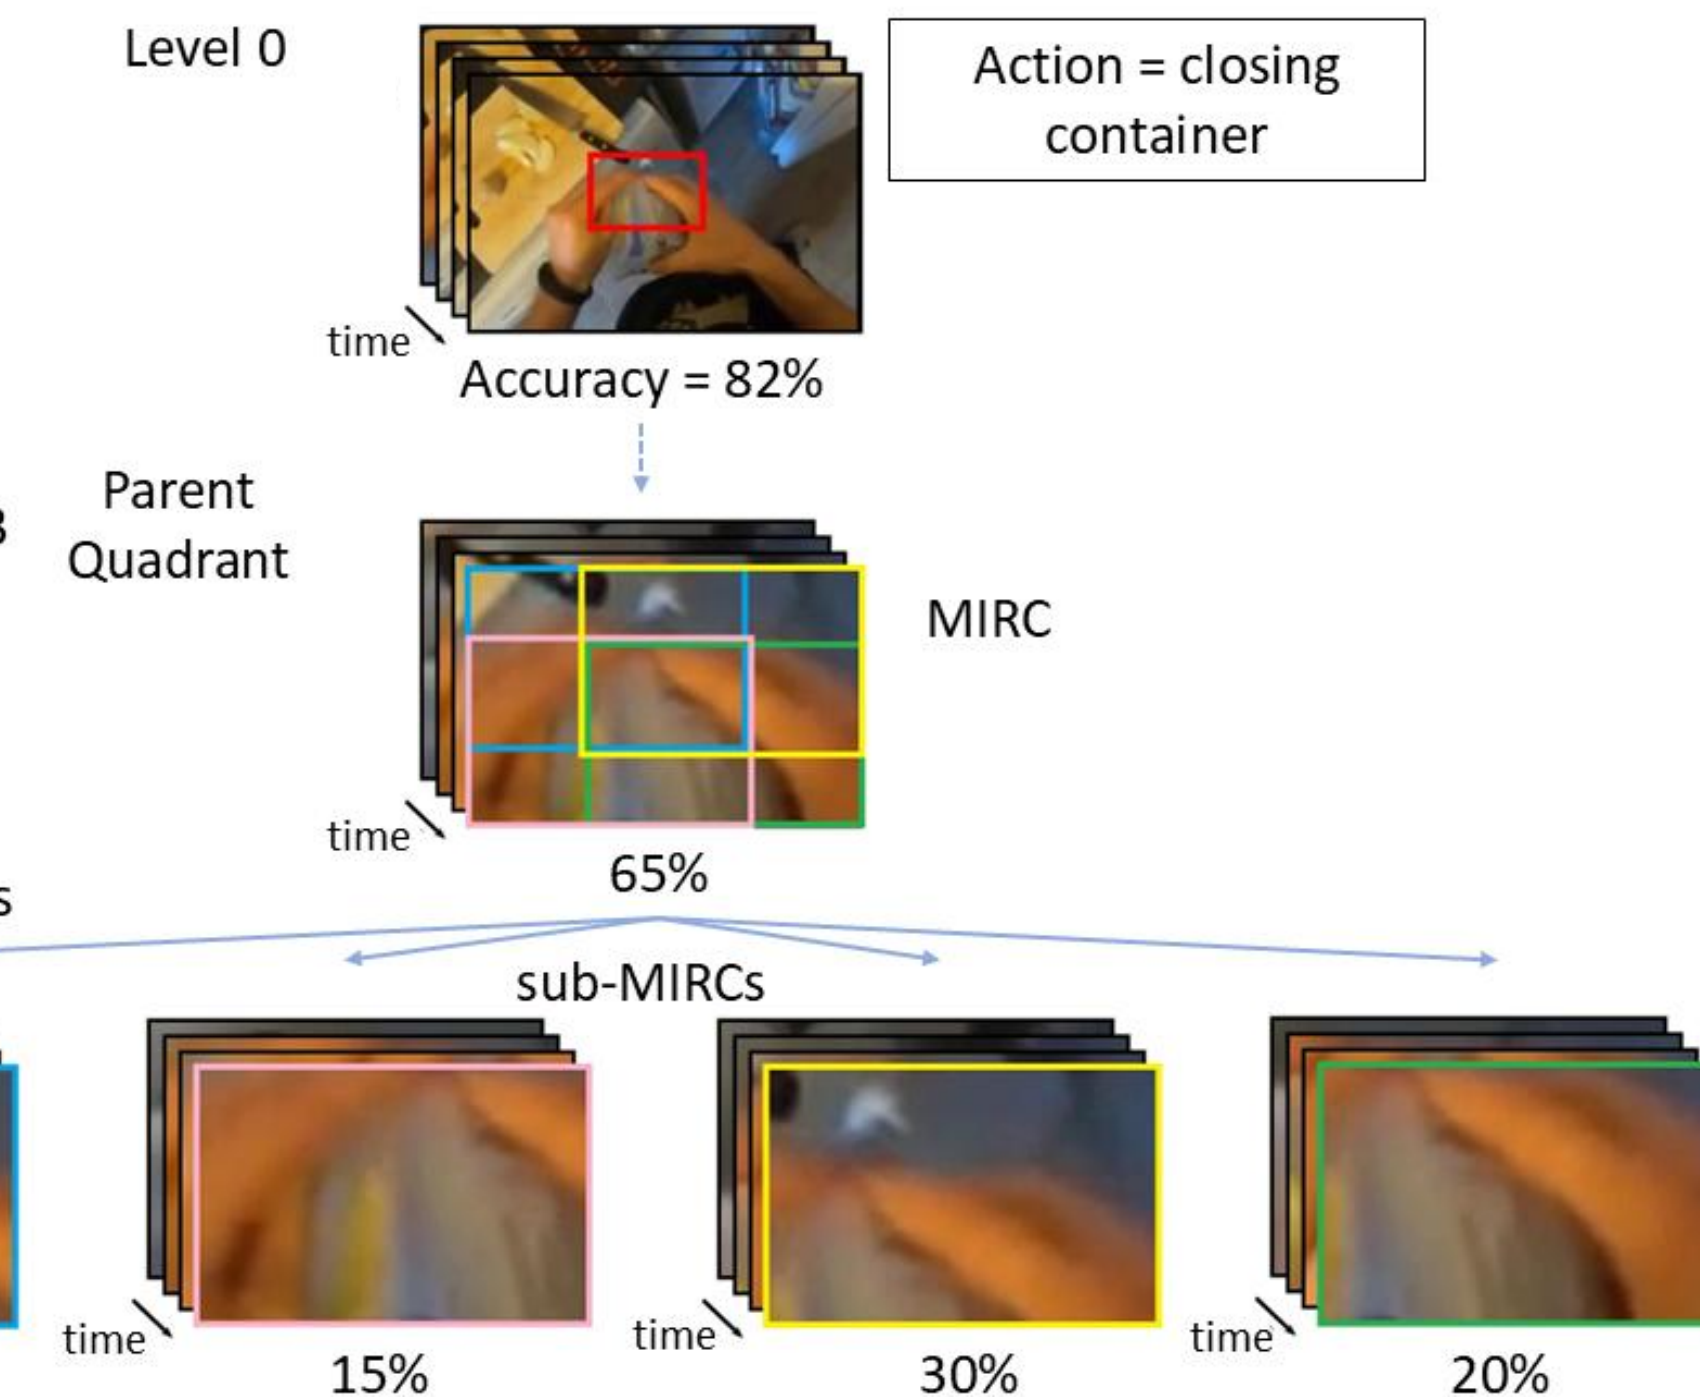 Level 0
Action = closing
container
time
Accuracy = 82%
Parent
Quadrant
MIRC
time
65%
sub-MIRCs
time
time
time
15%
30%
20%